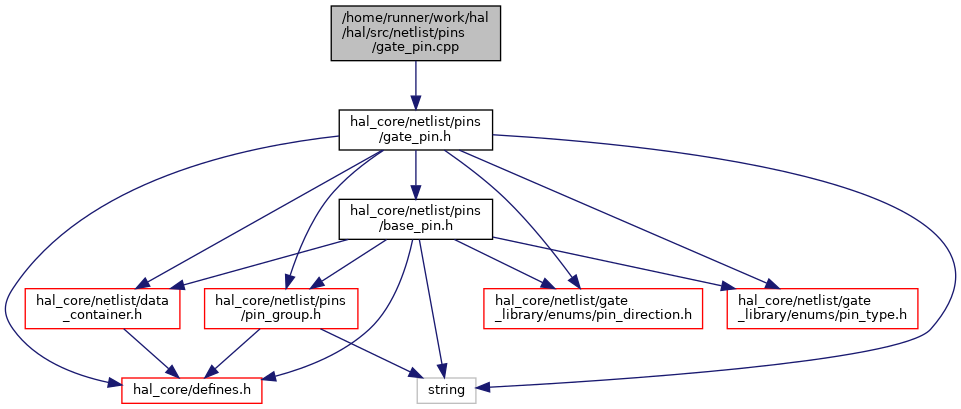 /home/runner/work/hal
/hal/src/netlist/pins
/gate_pin.cpp
hal_core/netlist/pins
/gate_pin.h
hal_core/netlist/pins
/base_pin.h
hal_core/netlist/data
_container.h
hal_core/netlist/pins
/pin_group.h
hal_core/netlist/gate
_library/enums/pin_direction.h
hal_core/netlist/gate
_library/enums/pin_type.h
hal_core/defines.h
string